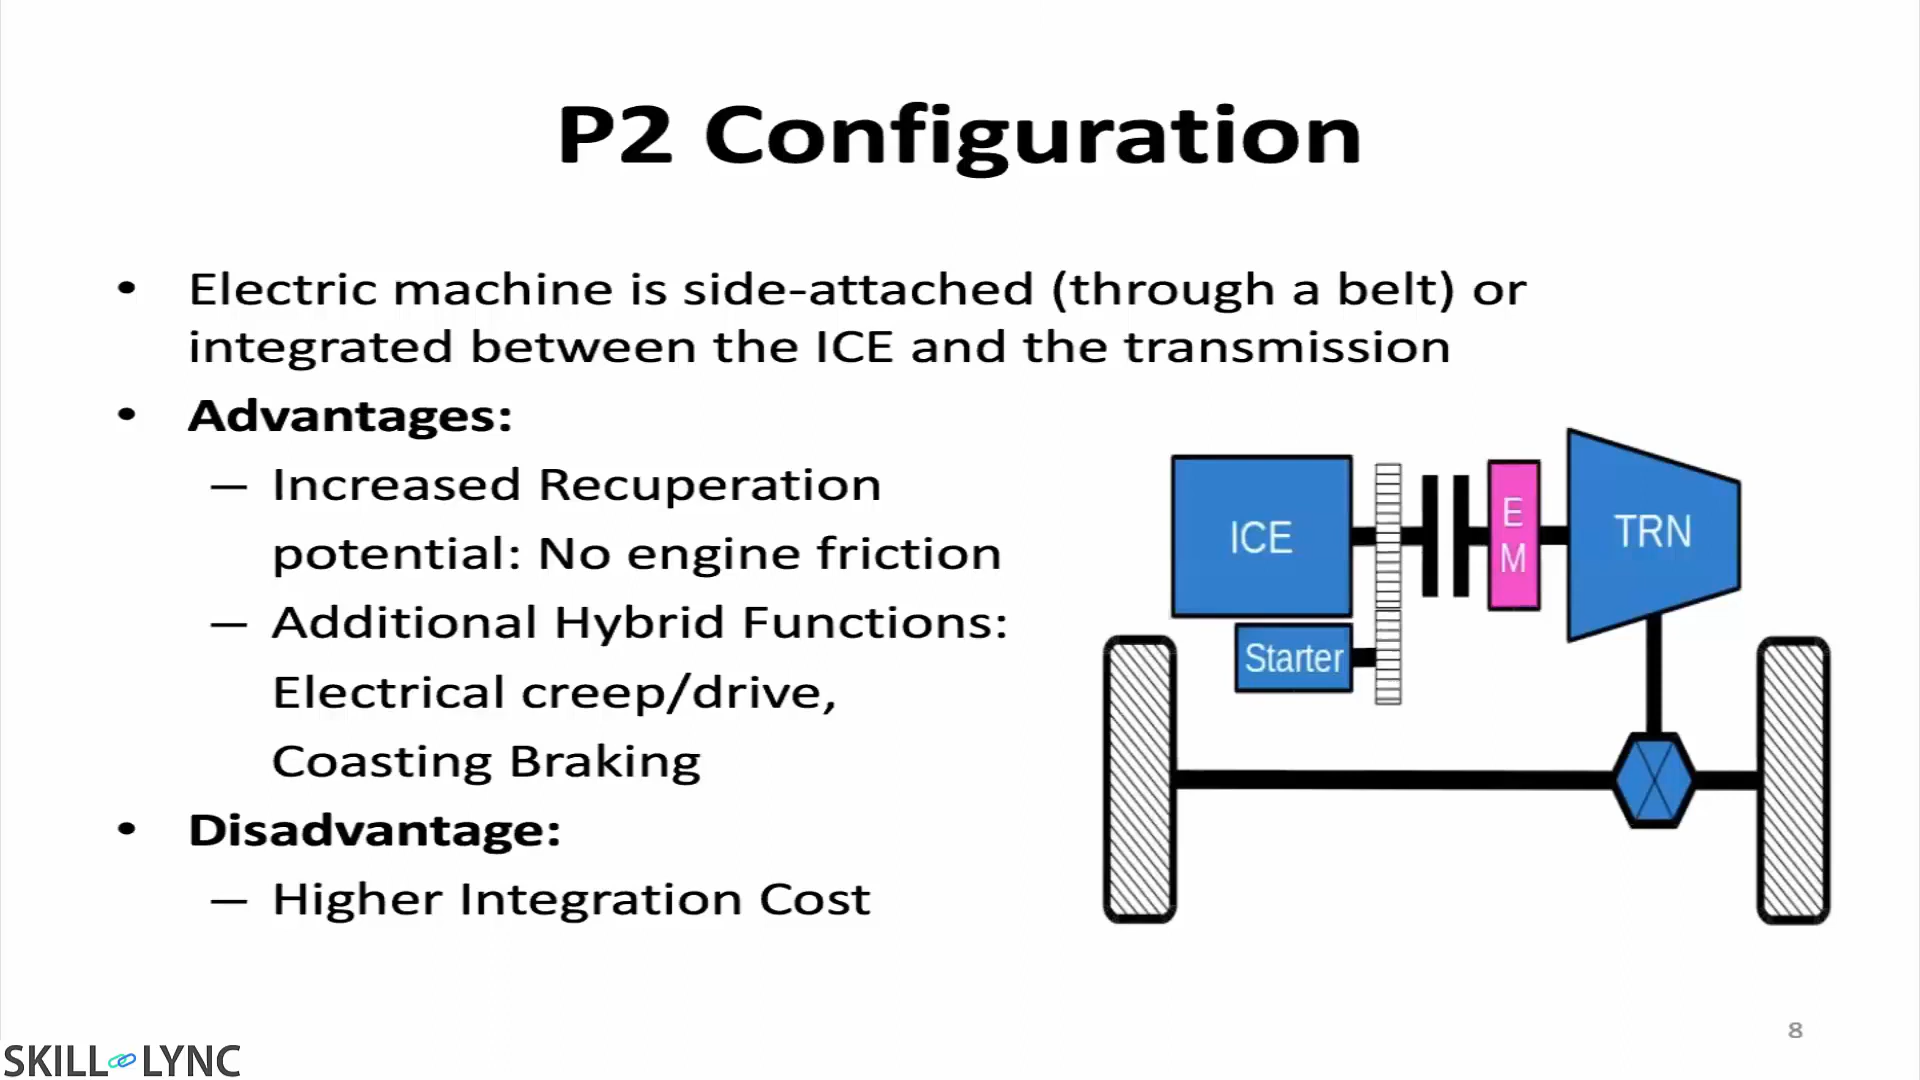 P2 Configuration
• Electric machine is side-attached (through a belt) or
integrated between the ICE and the transmission
• Advantages:
– Increased Recuperation
potential: No engine friction
– Additional Hybrid Functions:
Electrical creep/drive,
Coasting Braking
• Disadvantage:
– Higher Integration Cost
ICE
E
M
TRN
Starter
8
SKILL LYNC